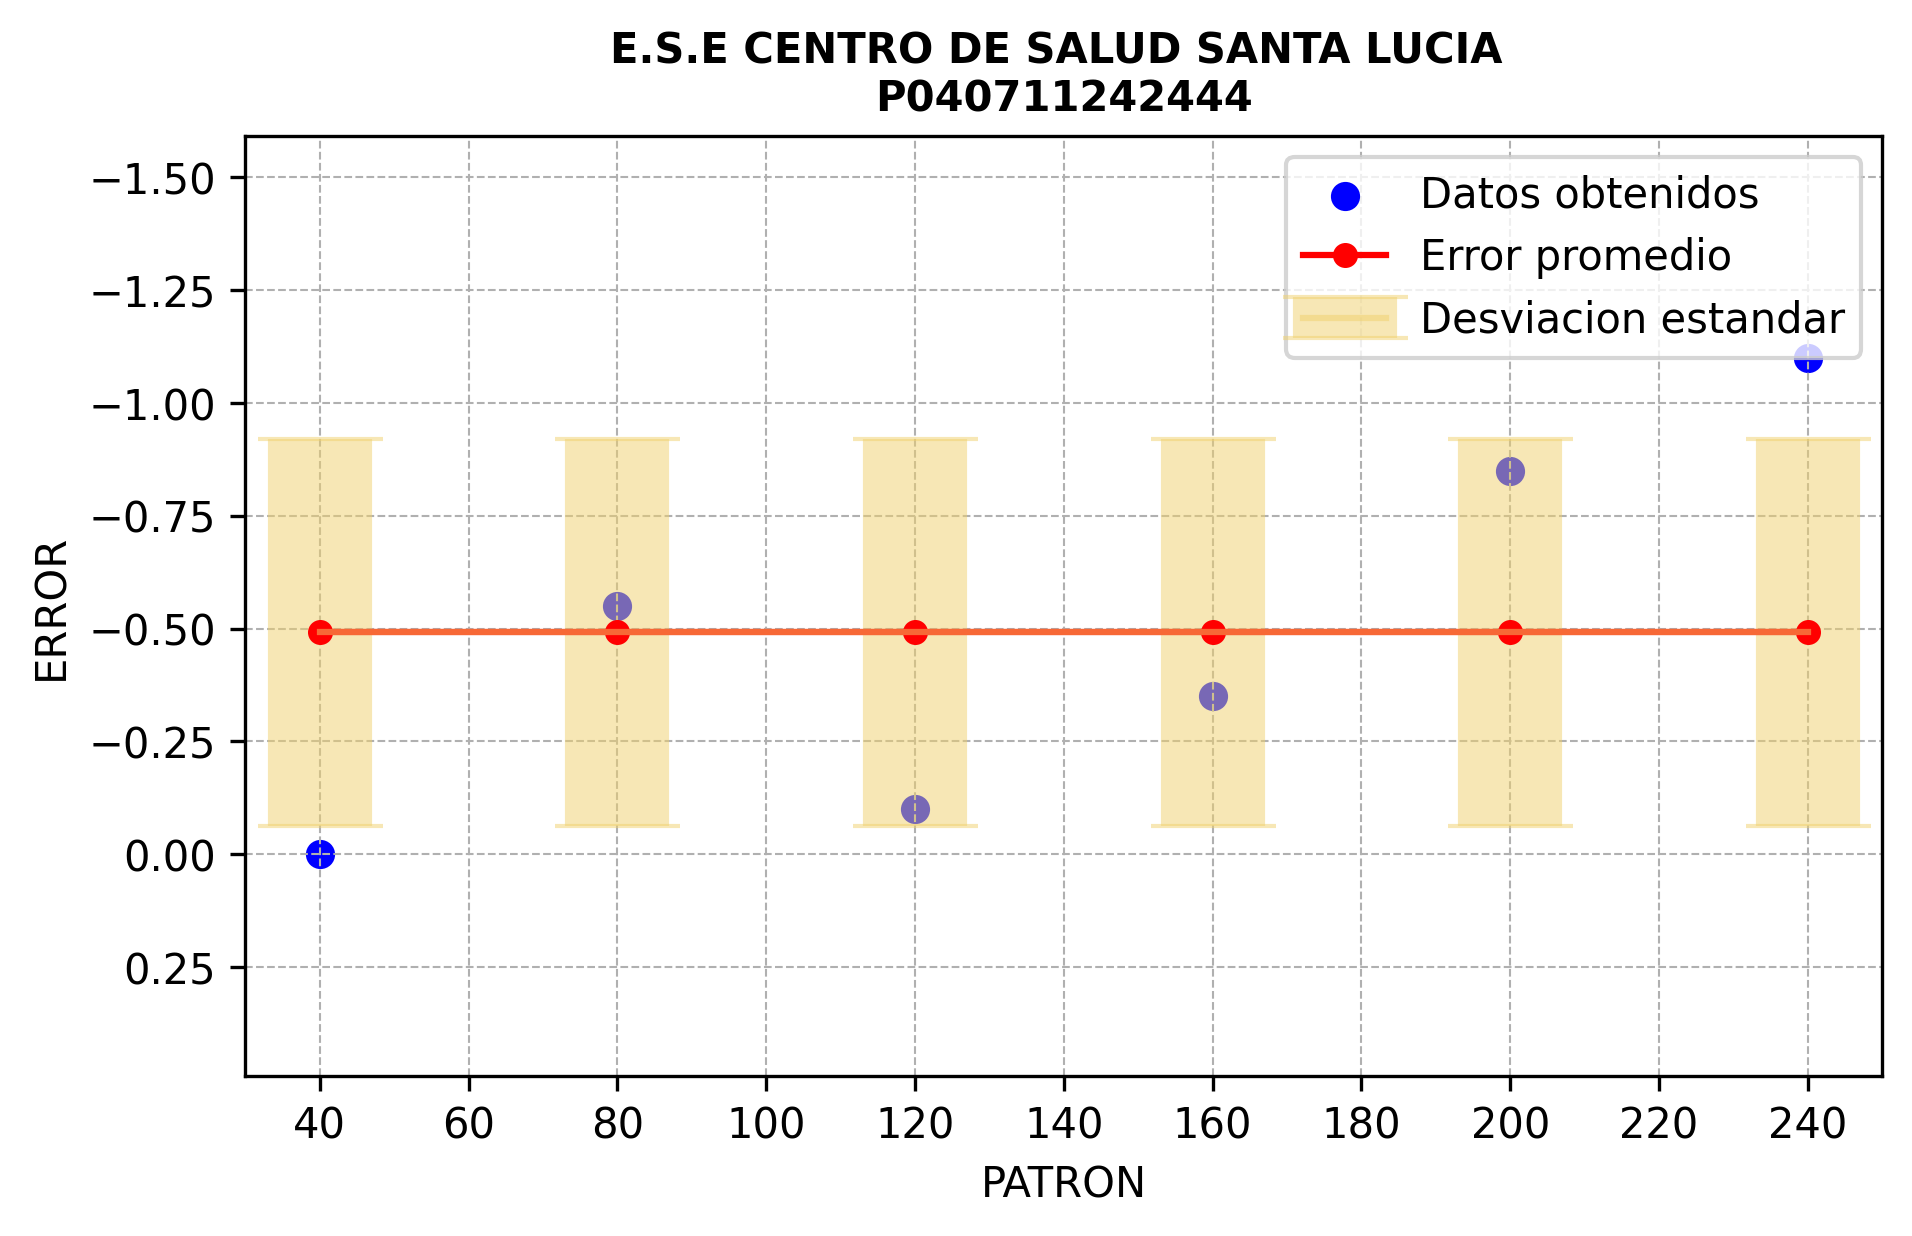 E.S.E CENTRO DE SALUD SANTA LUCIA
P040711242444
Datos obtenidos
Error promedio
Desviacion estandar
ERROR
−1.50
−1.25
−1.00
−0.75
−0.50
−0.25
0.00
0.25
40 60 80 100 120 140 160 180 200 220 240
PATRON